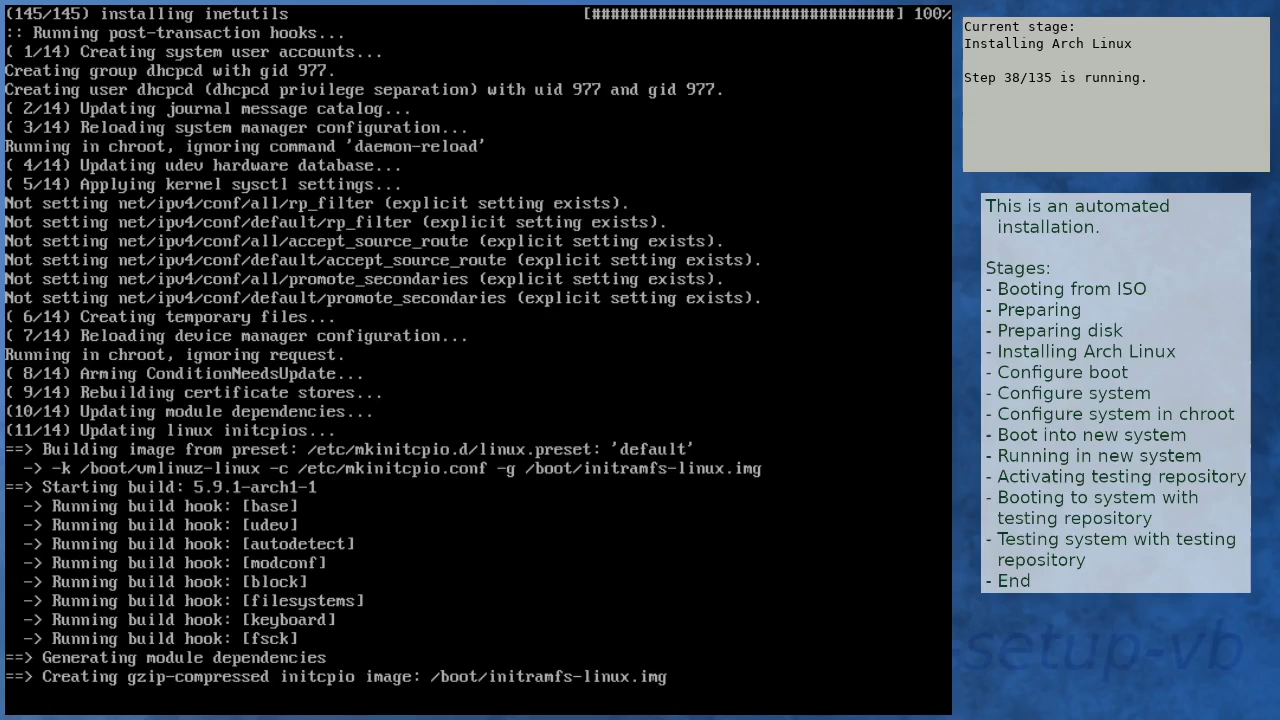 (145/145) installing inetutils                               [################################] 100%
:: Running post-transaction hooks...
( 1/14) Creating system user accounts...
Creating group dhcpcd with gid 977.
Creating user dhcpcd (dhcpcd privilege separation) with uid 977 and gid 977.
( 2/14) Updating journal message catalog...
( 3/14) Reloading system manager configuration...
Running in chroot, ignoring command 'daemon-reload'
( 4/14) Updating udev hardware database...
( 5/14) Applying kernel sysctl settings...
Not setting net/ipv4/conf/all/rp_filter (explicit setting exists).
Not setting net/ipv4/conf/default/rp_filter (explicit setting exists).
Not setting net/ipv4/conf/all/accept_source_route (explicit setting exists).
Not setting net/ipv4/conf/default/accept_source_route (explicit setting exists).
Not setting net/ipv4/conf/all/promote_secondaries (explicit setting exists).
Not setting net/ipv4/conf/default/promote_secondaries (explicit setting exists).
( 6/14) Creating temporary files...
( 7/14) Reloading device manager configuration...
Running in chroot, ignoring request.
( 8/14) Arming ConditionNeedsUpdate...
( 9/14) Rebuilding certificate stores...
(10/14) Updating module dependencies...
(11/14) Updating linux initcpios...
==> Building image from preset: /etc/mkinitcpio.d/linux.preset: 'default'
  -> -k /boot/vmlinuz-linux -c /etc/mkinitcpio.conf -g /boot/initramfs-linux.img
==> Starting build: 5.9.1-arch1-1
  -> Running build hook: [base]
  -> Running build hook: [udev]
  -> Running build hook: [autodetect]
  -> Running build hook: [modconf]
  -> Running build hook: [block]
  -> Running build hook: [filesystems]
  -> Running build hook: [keyboard]
  -> Running build hook: [fsck]
==> Generating module dependencies
==> Creating gzip-compressed initcpio image: /boot/initramfs-linux.img
Current stage:
Installing Arch Linux
Step 38/135 is running.
This is an automated
installation.
Stages:
- Booting from ISO
- Preparing
- Preparing disk
- Installing Arch Linux
- Configure boot
- Configure system
- Configure system in chroot
- Boot into new system
- Running in new system
- Activating testing repository
- Booting to system with
testing repository
- Testing system with testing
repository
- End
-setup-vb